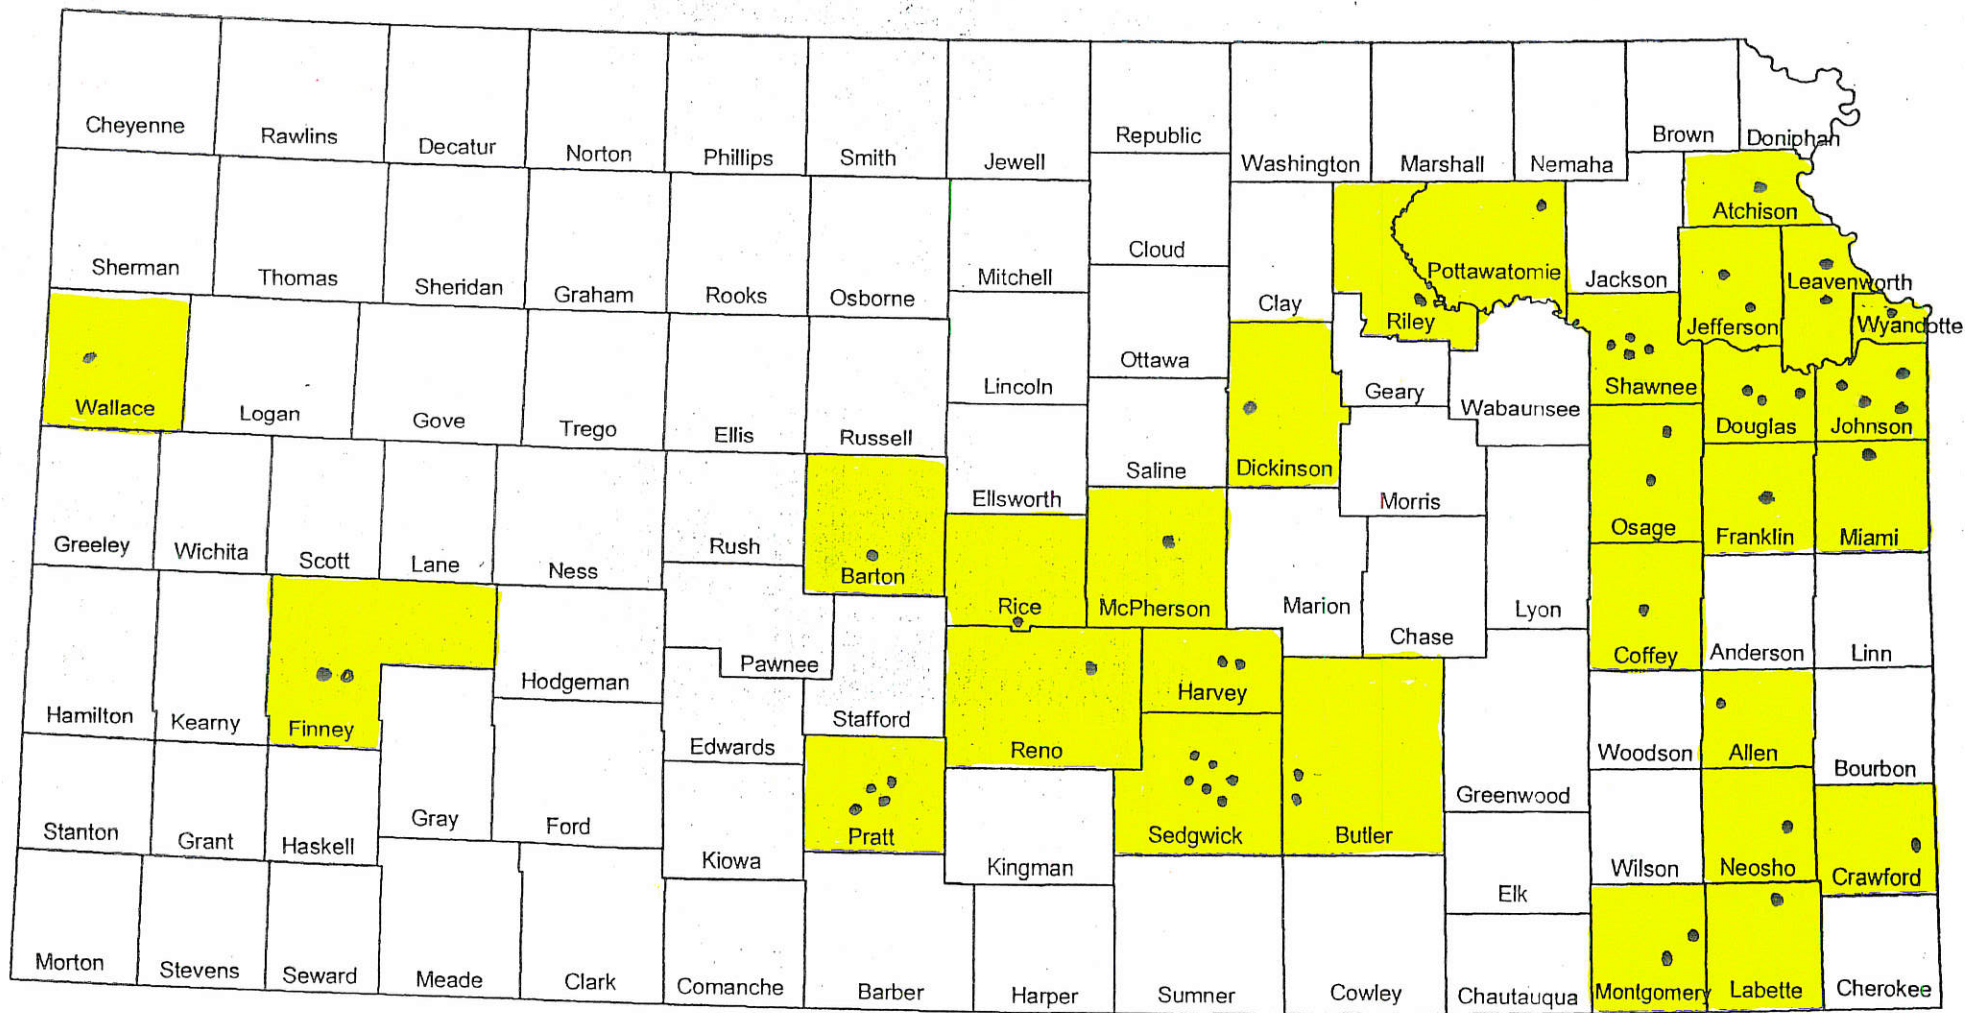 Cheyenne
Rawlins
Decatur
Norton
Phillips
Smith
Jewell
Republic
Washington
Marshall
Nemaha
Brown
Doniphan
Atchison
Sherman
Thomas
Sheridan
Graham
Rooks
Osborne
Mitchell
Cloud
Clay
Riley
Pottawatomie
Jackson
Jefferson
Leavenworth
Wyandotte
Wallace
Logan
Gove
Trego
Ellis
Russell
Lincoln
Ottawa
Saline
Dickinson
Geary
Wabaunsee
Shawnee
Douglas
Johnson
Greeley
Wichita
Scott
Lane
Ness
Rush
Barton
Ellsworth
Rice
McPherson
Marion
Morris
Chase
Lyon
Osage
Franklin
Miami
Hamilton
Kearny
Finney
Hodgeman
Pawnee
Edwards
Stafford
Reno
Harvey
Coffey
Anderson
Linn
Stanton
Grant
Haskell
Gray
Ford
Kiowa
Pratt
Kingman
Sedgwick
Butler
Greenwood
Woodson
Allen
Bourbon
Elk
Wilson
Neosho
Crawford
Morton
Stevens
Seward
Meade
Clark
Comanche
Barber
Harper
Sumner
Cowley
Chautauqua
Montgomery
Labette
Cherokee